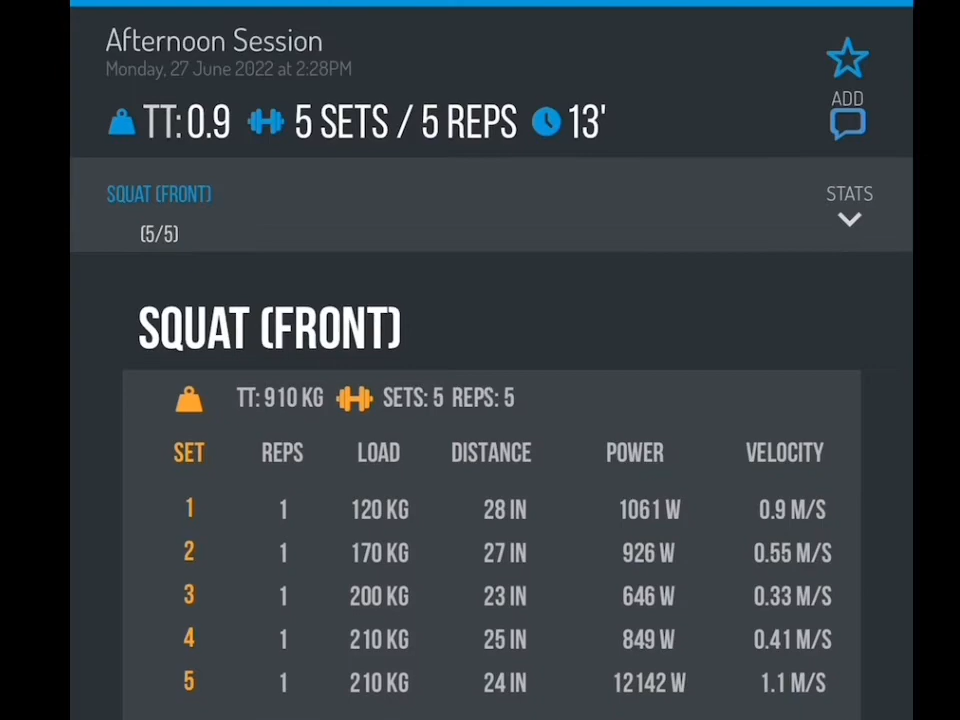 Afternoon Session
Monday, 27 June 2022 at 2:28PM
TT: 0.9 5 SETS / 5 REPS 13'
ADD
SQUAT (FRONT)
(5/5)
STATS
SQUAT (FRONT)
TT: 910 KG SETS: 5 REPS: 5
SET REPS LOAD DISTANCE POWER VELOCITY
1 1 120 KG 28 IN 1061 W 0.9 M/S
2 1 170 KG 27 IN 926 W 0.55 M/S
3 1 200 KG 23 IN 646 W 0.33 M/S
4 1 210 KG 25 IN 849 W 0.41 M/S
5 1 210 KG 24 IN 12142 W 1.1 M/S